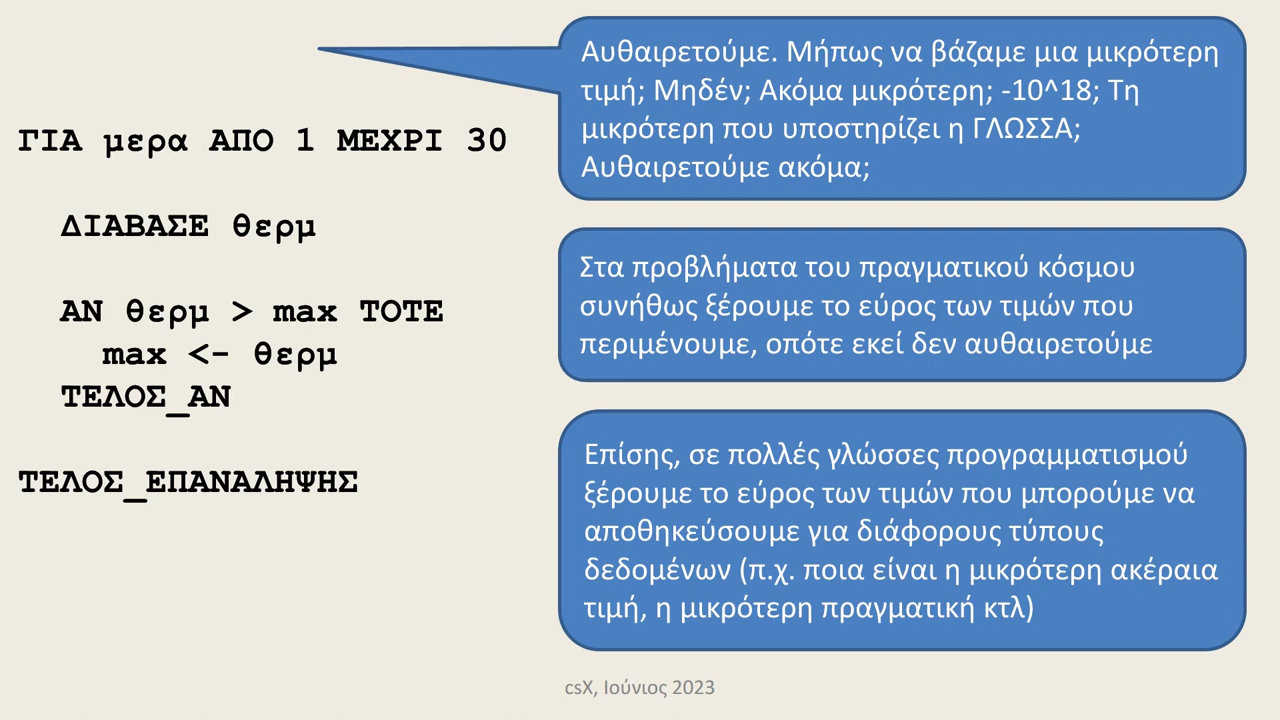 ΓΙΑ μερα ΑΠΟ 1 ΜΕΧΡΙ 30
ΔΙΑΒΑΣΕ θερμ
ΑΝ θερμ > max ΤΟΤΕ
max <- θερμ
ΤΕΛΟΣ_ΑΝ
ΤΕΛΟΣ_ΕΠΑΝΑΛΗΨΗΣ
Αυθαιρετούμε. Μήπως να βάζαμε μια μικρότερη
τιμή; Μηδέν; Ακόμα μικρότερη; -10^18; Τη
μικρότερη που υποστηρίζει η ΓΛΩΣΣΑ;
Αυθαιρετούμε ακόμα;
Στα προβλήματα του πραγματικού κόσμου
συνήθως ξέρουμε το εύρος των τιμών που
περιμένουμε, οπότε εκεί δεν αυθαιρετούμε
Επίσης, σε πολλές γλώσσες προγραμματισμού
ξέρουμε το εύρος των τιμών που μπορούμε να
αποθηκεύσουμε για διάφορους τύπους
δεδομένων (π.χ. ποια είναι η μικρότερη ακέραια
τιμή, η μικρότερη πραγματική κτλ)
csX, Ιούνιος 2023